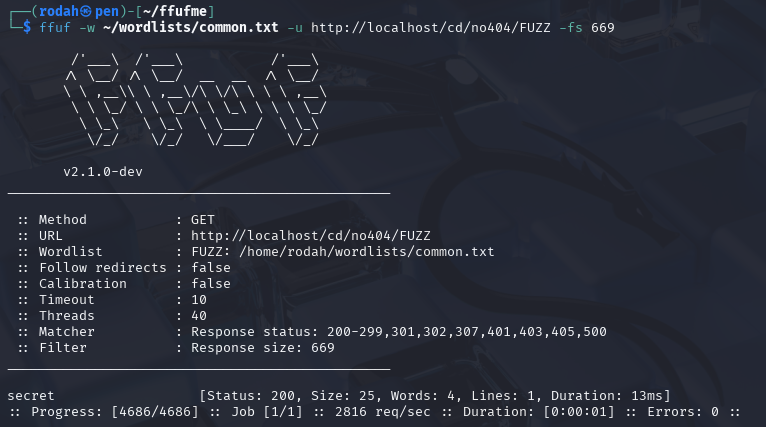 ┌──(rodah㉿pen)-[~/ffufme]
└─$ ffuf -w ~/wordlists/common.txt -u http://localhost/cd/no404/FUZZ -fs 669

        /'___\  /'___\           /'___\
       /\ \__/ /\ \__/  __  __  /\ \__/
       \ \ ,__\\ \ ,__\/\ \/\ \ \ \ ,__\
        \ \ \_/ \ \ \_/\ \ \_\ \ \ \ \_/
         \ \_\   \ \_\  \ \____/  \ \_\
          \/_/    \/_/   \/___/    \/_/

       v2.1.0-dev
________________________________________________

 :: Method           : GET
 :: URL              : http://localhost/cd/no404/FUZZ
 :: Wordlist         : FUZZ: /home/rodah/wordlists/common.txt
 :: Follow redirects : false
 :: Calibration      : false
 :: Timeout          : 10
 :: Threads          : 40
 :: Matcher          : Response status: 200-299,301,302,307,401,403,405,500
 :: Filter           : Response size: 669
________________________________________________

secret                  [Status: 200, Size: 25, Words: 4, Lines: 1, Duration: 13ms]
:: Progress: [4686/4686] :: Job [1/1] :: 2816 req/sec :: Duration: [0:00:01] :: Errors: 0 ::